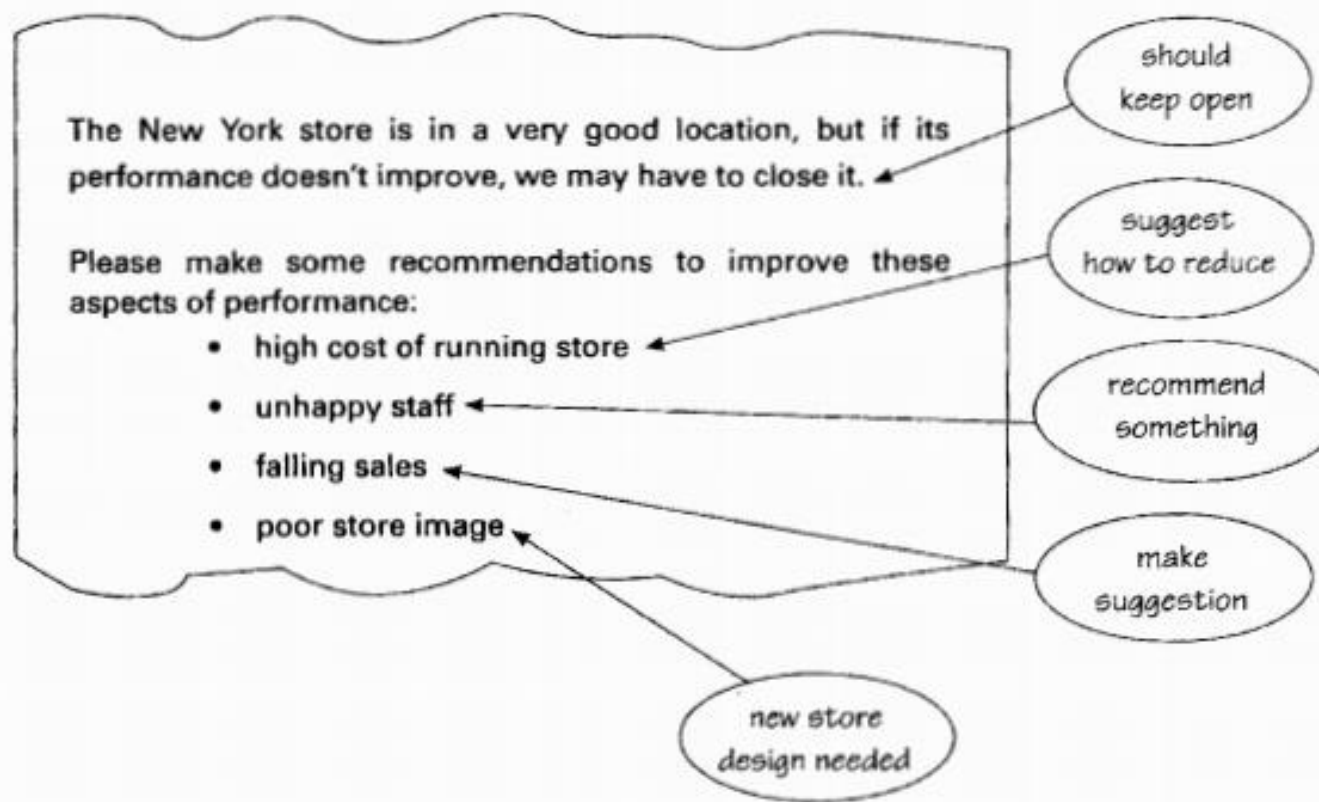 The New York store is in a very good location, but if its
performance doesn't improve, we may have to close it.
Please make some recommendations to improve these
aspects of performance:
• high cost of running store
• unhappy staff
• falling sales
• poor store image
should
keep open
suggest
how to reduce
recommend
something
make
suggestion
new store
design needed